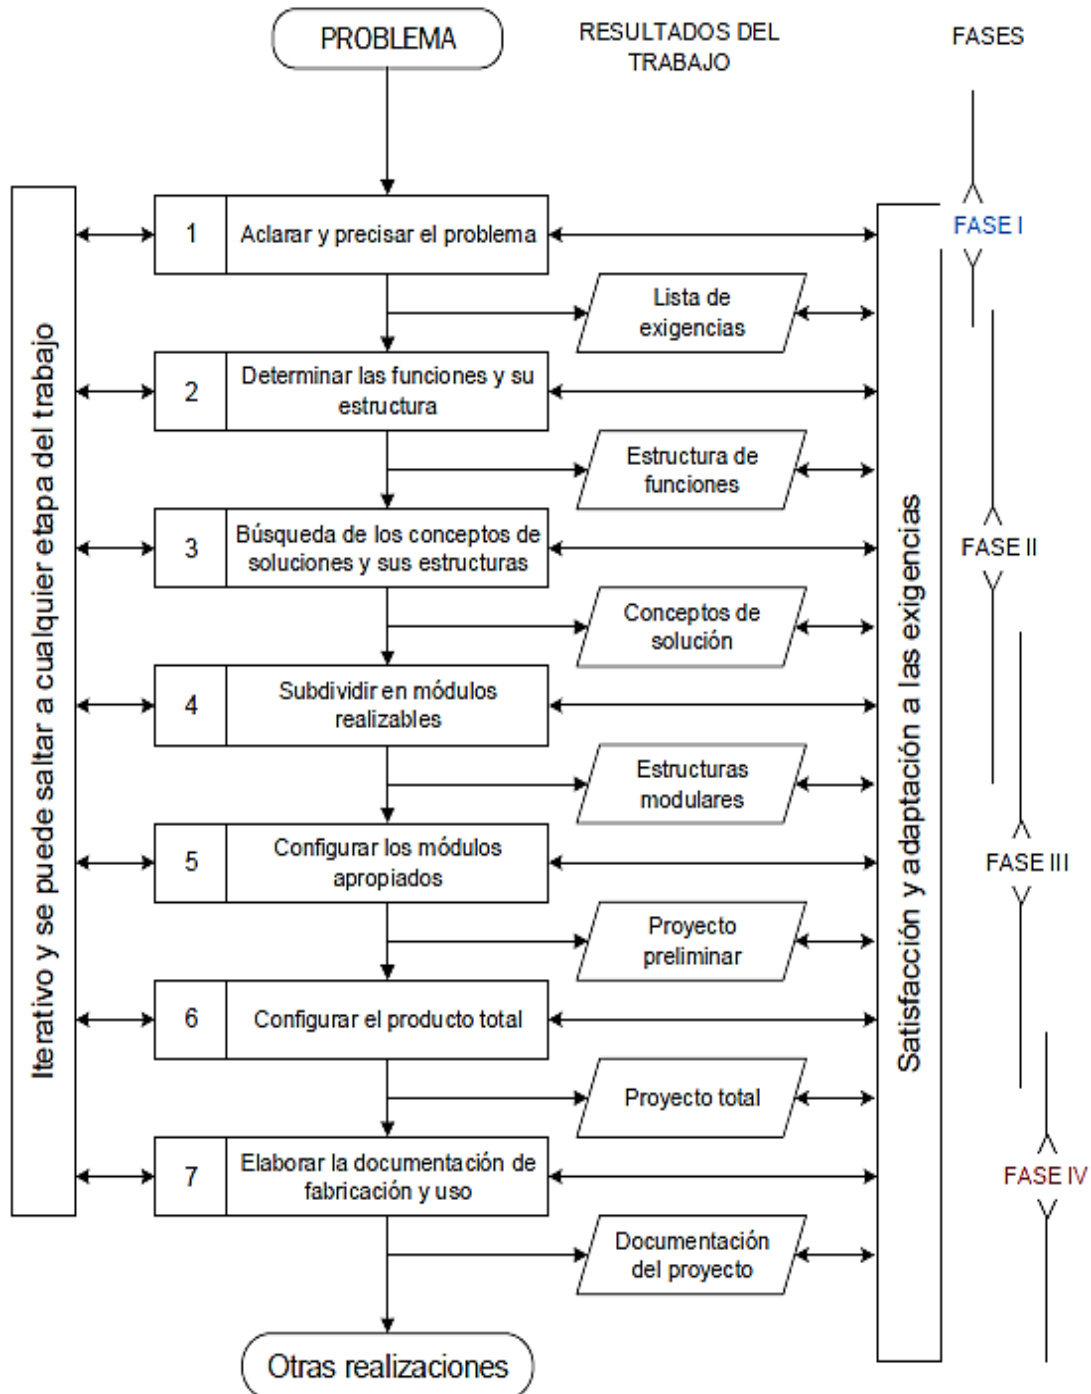 PROBLEMA
RESULTADOS DEL
TRABAJO
FASES
Iterativo y se puede saltar a cualquier etapa del trabajo
1
Aclarar y precisar el problema
Lista de
exigencias
2
Determinar las funciones y su
estructura
Estructura de
funciones
3
Búsqueda de los conceptos de
soluciones y sus estructuras
Conceptos de
solución
4
Subdividir en módulos
realizables
Estructuras
modulares
5
Configurar los módulos
apropiados
Proyecto
preliminar
6
Configurar el producto total
Proyecto total
7
Elaborar la documentación de
fabricación y uso
Documentación
del proyecto
Otras realizaciones
Satisfacción y adaptación a las exigencias
FASE I
FASE II
FASE III
FASE IV